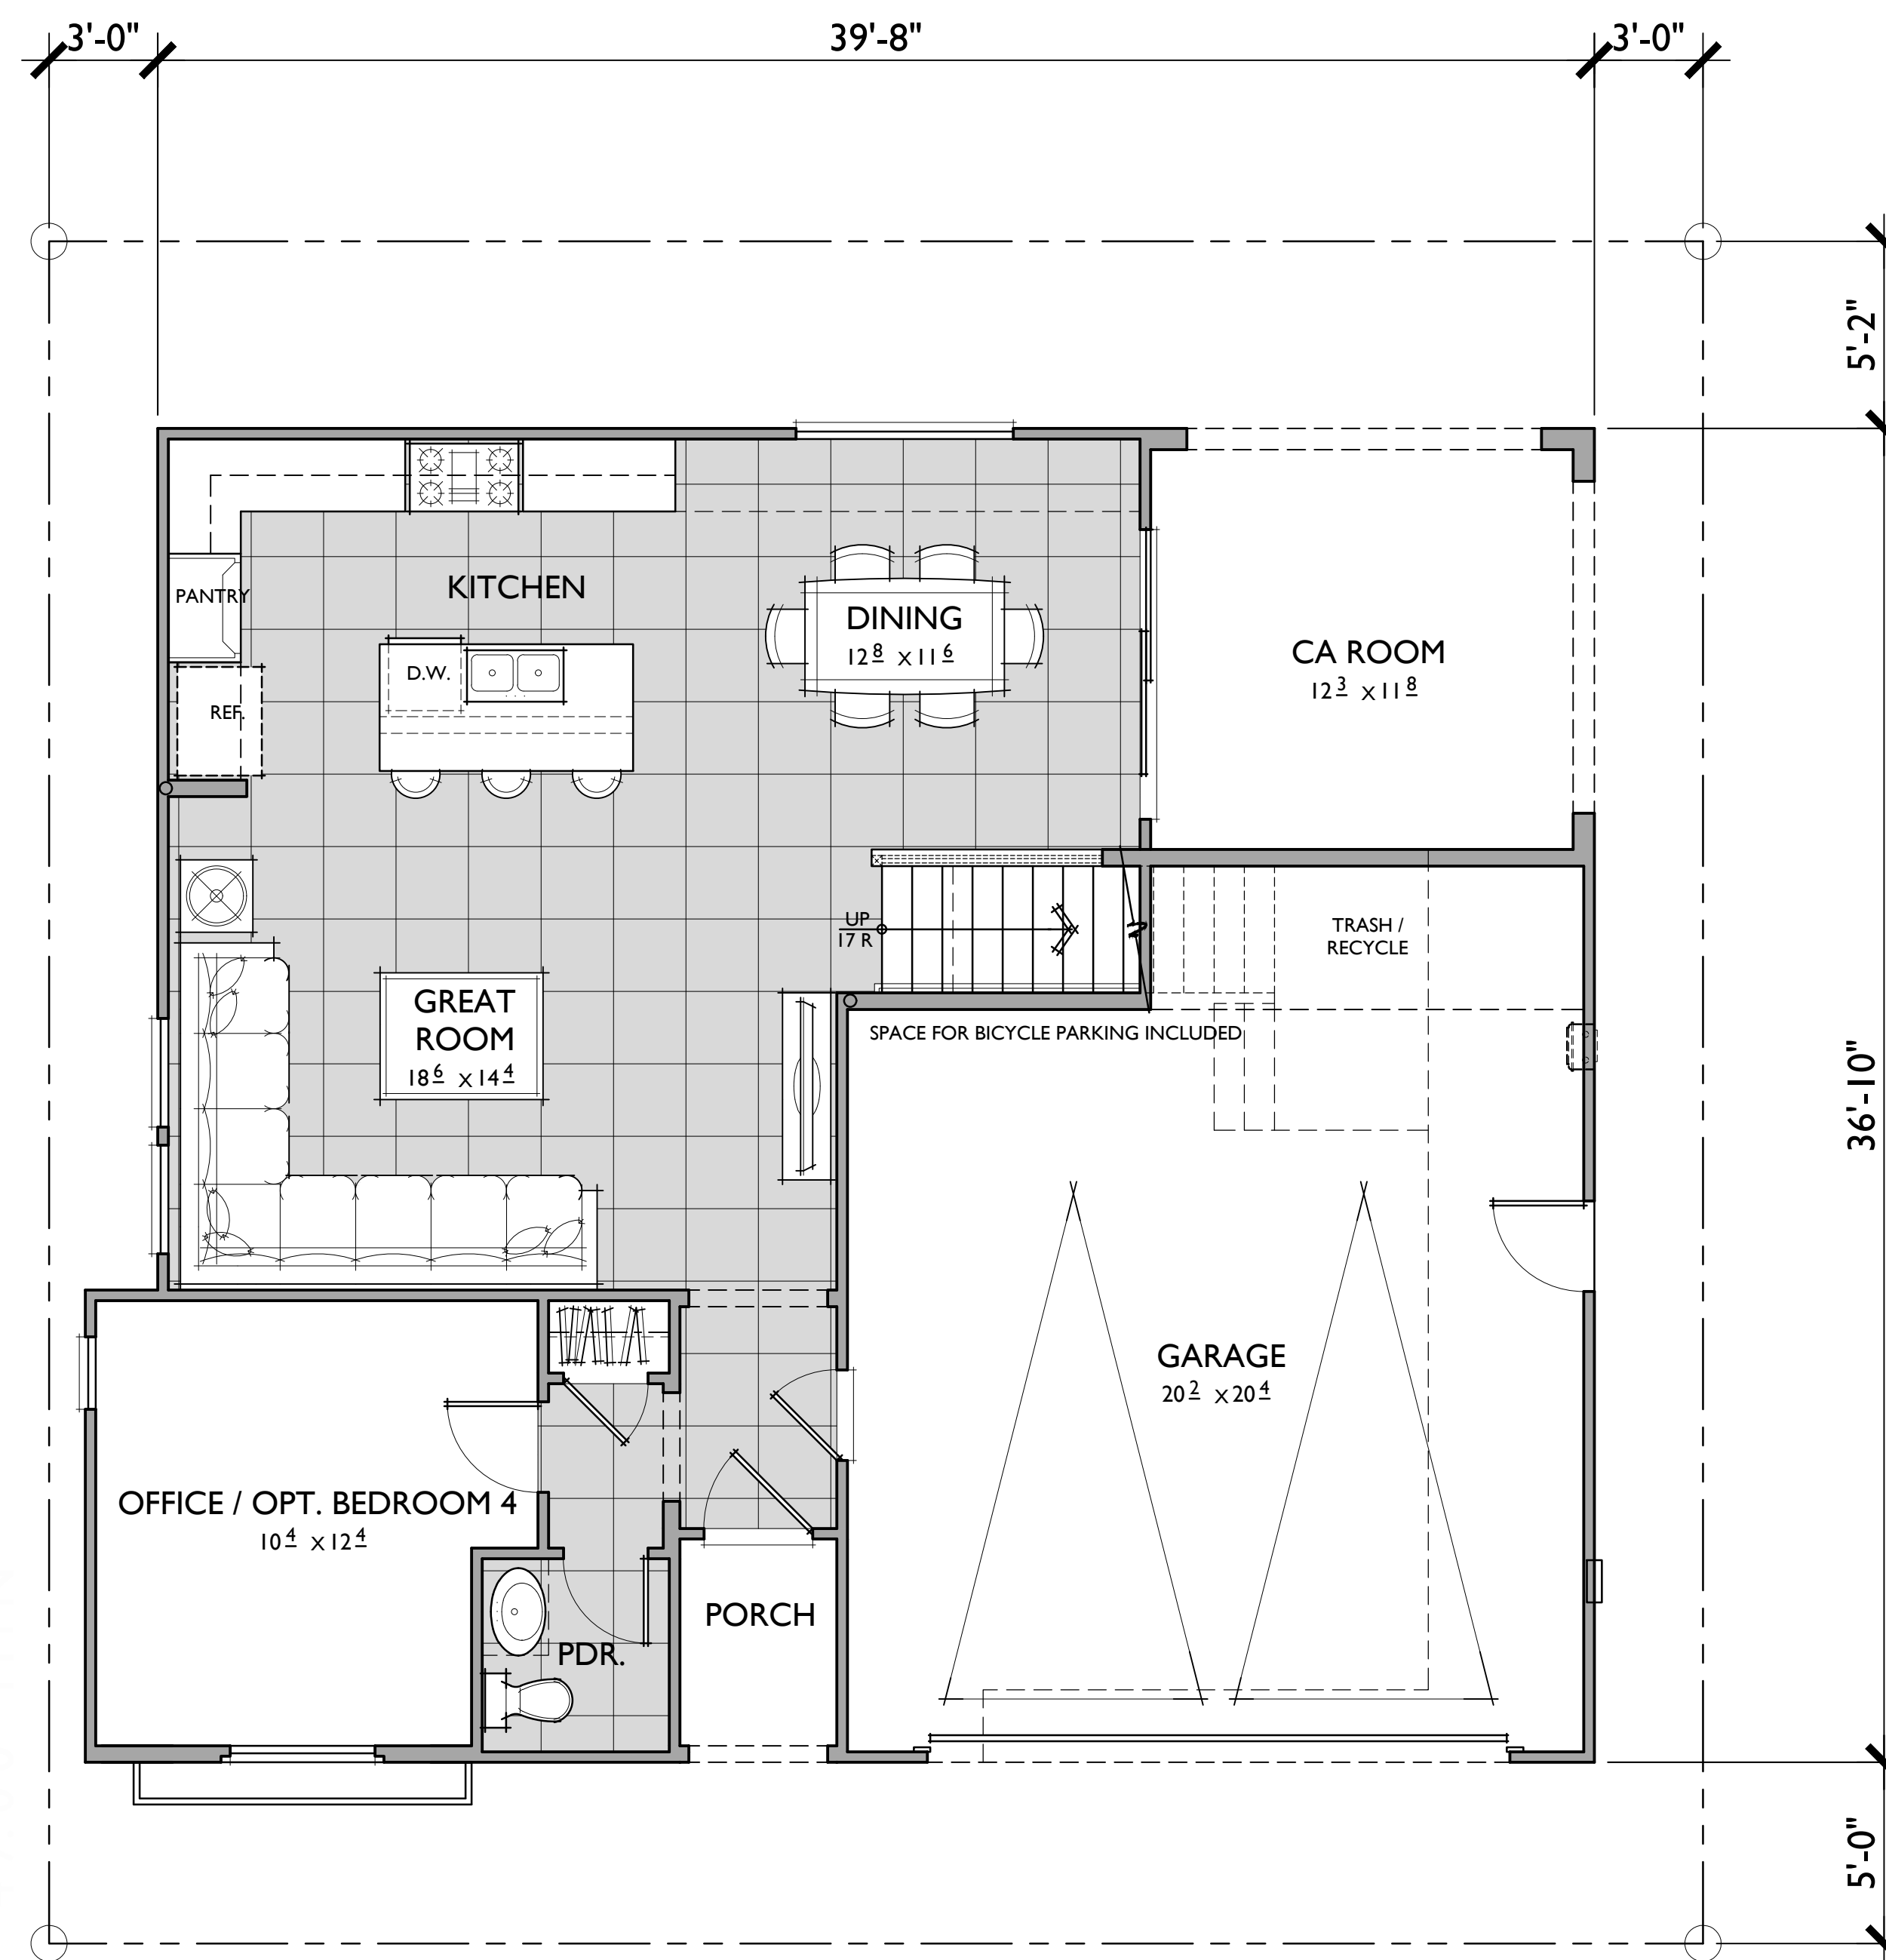 3'-0"
39'-8"
3'-0"
5'-2"
KITCHEN
PANTRY
DINING
12 8 x 11 6
CA ROOM
12 3 x 11 8
D.W.
REF.
UP
17 R
TRASH /
RECYCLE
GREAT
ROOM
18 6 x 14 4
SPACE FOR BICYCLE PARKING INCLUDED
36'-10"
GARAGE
20 2 x 20 4
OFFICE / OPT. BEDROOM 4
10 4 x 12 4
PORCH
PDR.
5'-0"